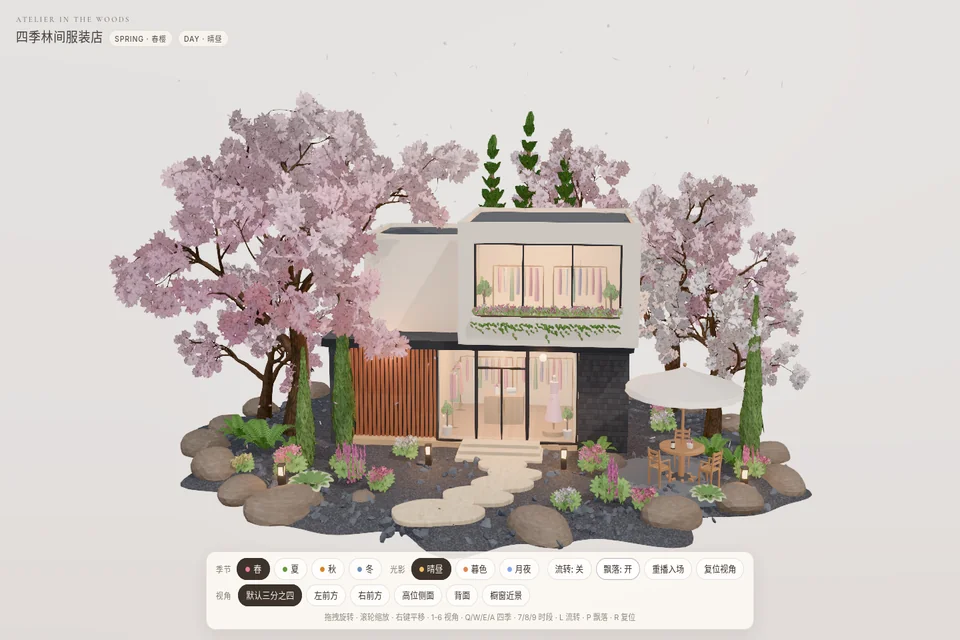 ATELIER IN THE WOODS
四季林间服装店 SPRING · 春樱 DAY · 晴昼
季节 春 夏 秋 冬 光影 晴昼 暮色 月夜 流转: 关 飘落: 开 重播入场 复位视角
视角 默认三分之四 左前方 右前方 高位侧面 背面 橱窗近景
拖拽旋转 · 滚轮缩放 · 右键平移 · 1-6 视角 · Q/W/E/A 四季 · 7/8/9 时段 · L 流转 · P 飘落 · R 复位